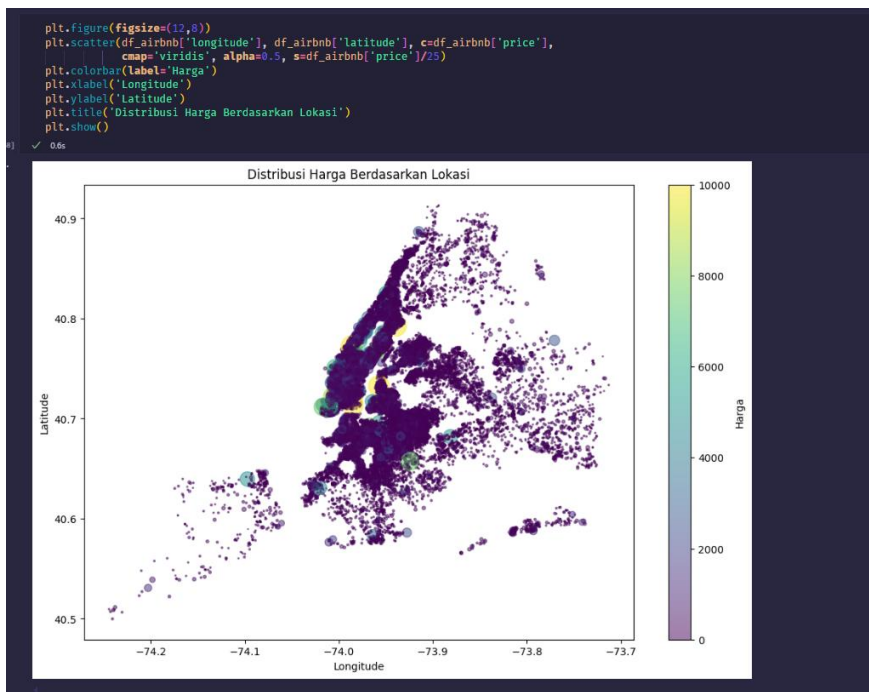 plt.figure(figsize=(12,8))
plt.scatter(df_airbnb['longitude'], df_airbnb['latitude'], c=df_airbnb['price'],
cmap='viridis', alpha=0.5, s=df_airbnb['price']/25)
plt.colorbar(label='Harga')
plt.xlabel('Longitude')
plt.ylabel('Latitude')
plt.title('Distribusi Harga Berdasarkan Lokasi')
plt.show()
✓ 0.6s
Distribusi Harga Berdasarkan Lokasi
40.9
40.8
40.7
40.6
40.5
Latitude
−74.2
−74.1
−74.0
−73.9
−73.8
−73.7
Longitude
10000
8000
6000
4000
2000
0
Harga